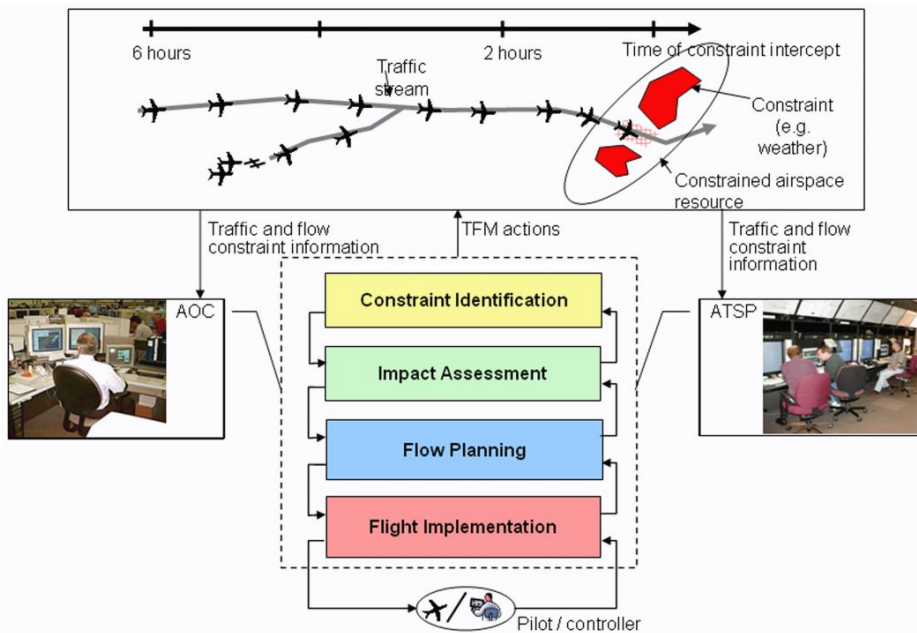 6 hours
2 hours
Time of constraint intercept
Traffic
stream
Constraint
(e.g.
weather)
Constrained airspace
resource
Traffic and flow
constraint information
TFM actions
Traffic and flow
constraint
information
AOC
ATSP
Constraint Identification
Impact Assessment
Flow Planning
Flight Implementation
/
Pilot / controller